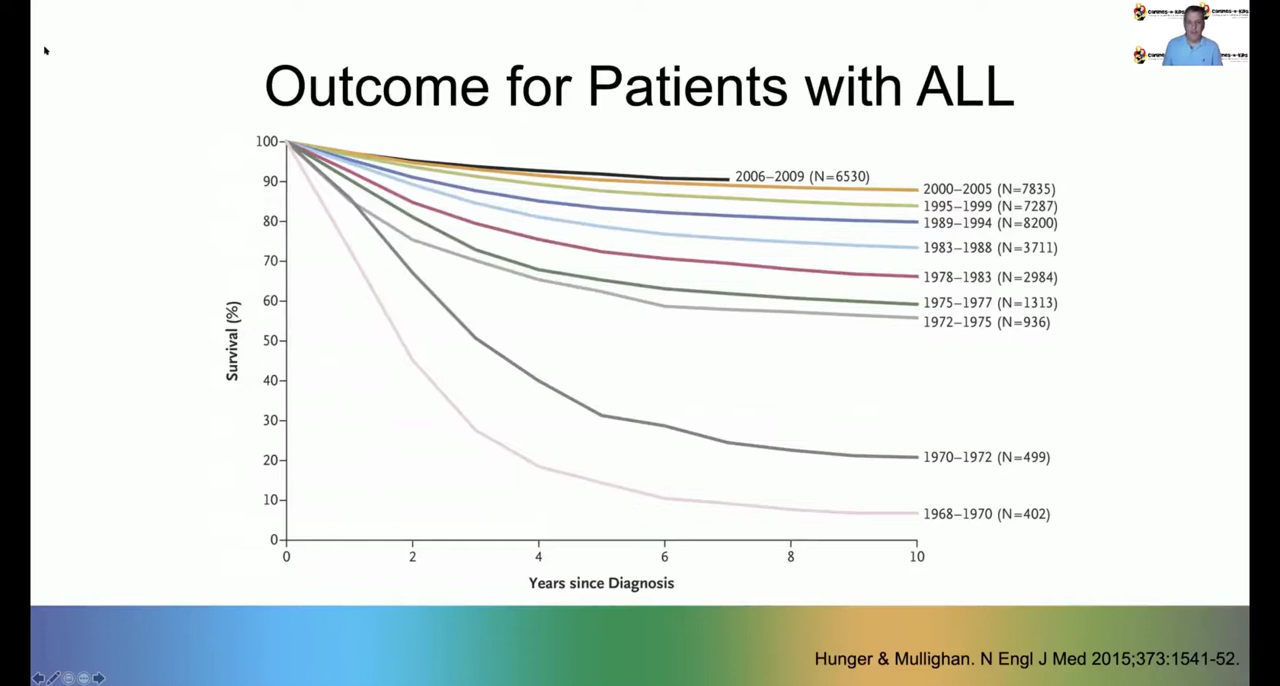 Canines-N-Kids
Outcome for Patients with ALL
100
90
80
70
60
50
40
30
20
10
0
Survival (%)
2006–2009 (N=6530)
2000–2005 (N=7835)
1995–1999 (N=7287)
1989–1994 (N=8200)
1983–1988 (N=3711)
1978–1983 (N=2984)
1975–1977 (N=1313)
1972–1975 (N=936)
1970–1972 (N=499)
1968–1970 (N=402)
0 2 4 6 8 10
Years since Diagnosis
Hunger & Mullighan. N Engl J Med 2015;373:1541-52.